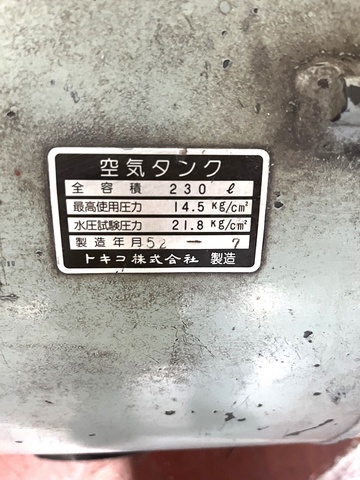 空気タンク
全容積 230 ℓ
最高使用圧力 14.5 Kg/cm²
水圧試験圧力 21.8 Kg/cm²
製造年月 52 - 7
トキコ株式会社 製造